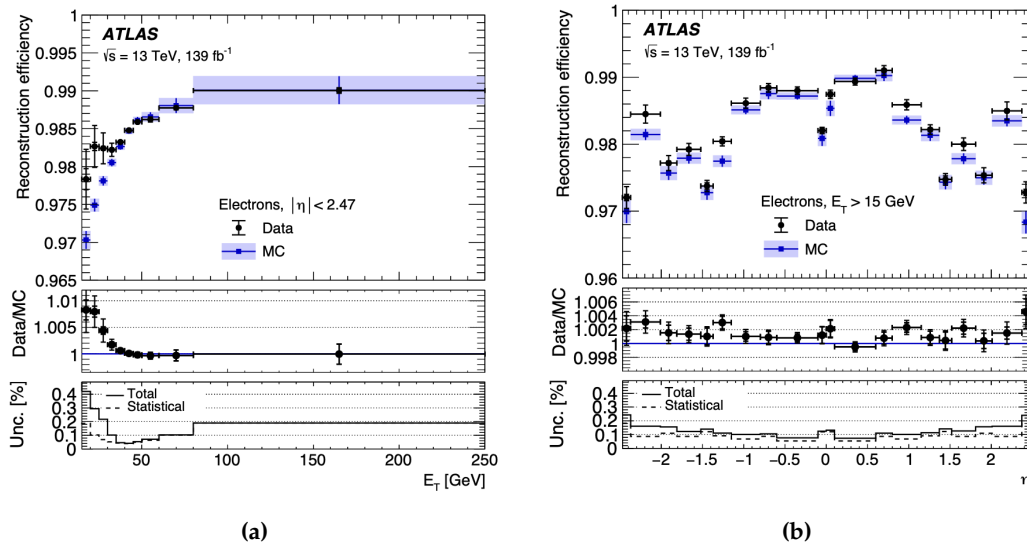 1
0.995
0.99
0.985
0.98
0.975
0.97
0.965
Reconstruction efficiency
ATLAS
√s = 13 TeV, 139 fb⁻¹
Electrons, |η| < 2.47
Data
MC
1.01
1.005
1
Data/MC
0.4
0.3
0.2
0.1
0
Unc. [%]
Total
Statistical
50 100 150 200 250
E_T [GeV]
(a)
1
0.99
0.98
0.97
0.96
Reconstruction efficiency
ATLAS
√s = 13 TeV, 139 fb⁻¹
Electrons, E_T > 15 GeV
Data
MC
1.006
1.004
1.002
1
0.998
Data/MC
0.4
0.3
0.2
0.1
0
Unc. [%]
Total
Statistical
−2 −1.5 −1 −0.5 0 0.5 1 1.5 2
η
(b)